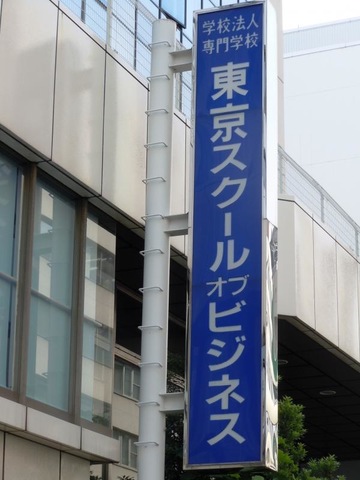 学校法人
専門学校
東京スクールオブビジネス